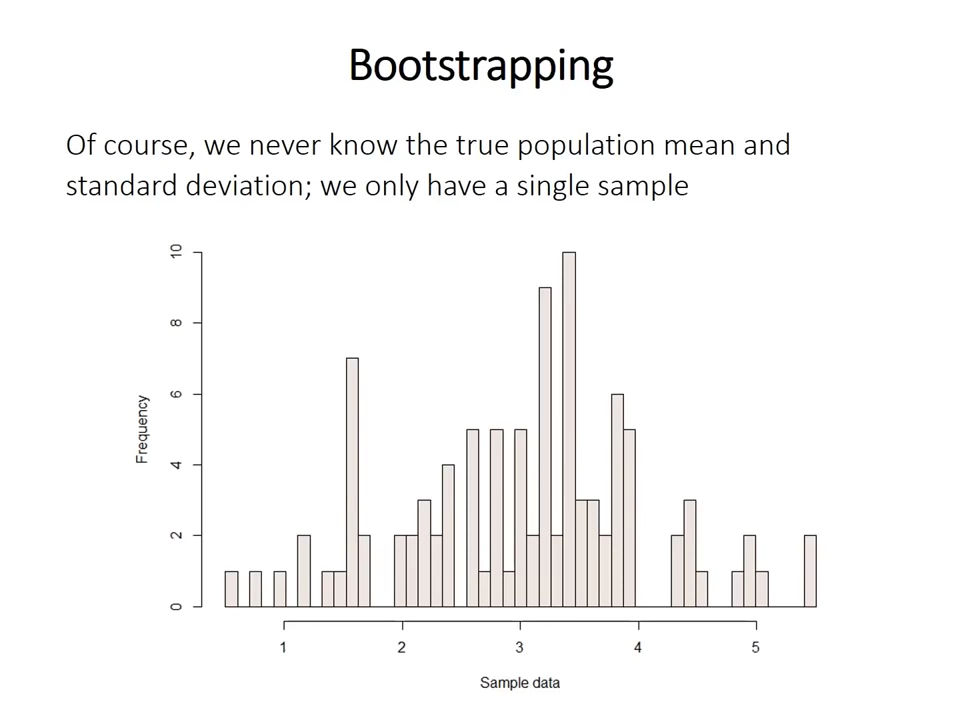 Bootstrapping
Of course, we never know the true population mean and
standard deviation; we only have a single sample
10
8
6
4
2
0
Frequency
1 2 3 4 5
Sample data